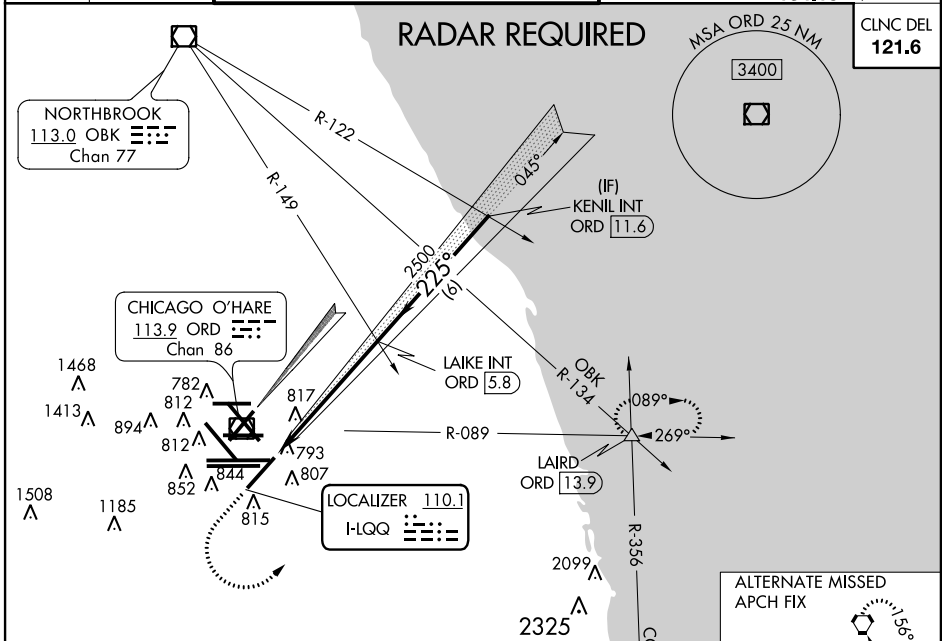 RADAR REQUIRED
MSA ORD 25 NM
3400
CLNC DEL
121.6
NORTHBROOK
113.0 OBK
Chan 77
R-122
R-149
045°
(IF)
KENIL INT
ORD 11.6
2500
225°
(6)
CHICAGO O'HARE
113.9 ORD
Chan 86
LAIKE INT
ORD 5.8
OBK
R-134
1468
782
817
1413
894
812
812
793
R-089
089°
269°
LAIRD
ORD 13.9
852
844
807
1508
1185
815
LOCALIZER 110.1
I-LQQ
R-356
2099
2325
ALTERNATE MISSED
APCH FIX
156°